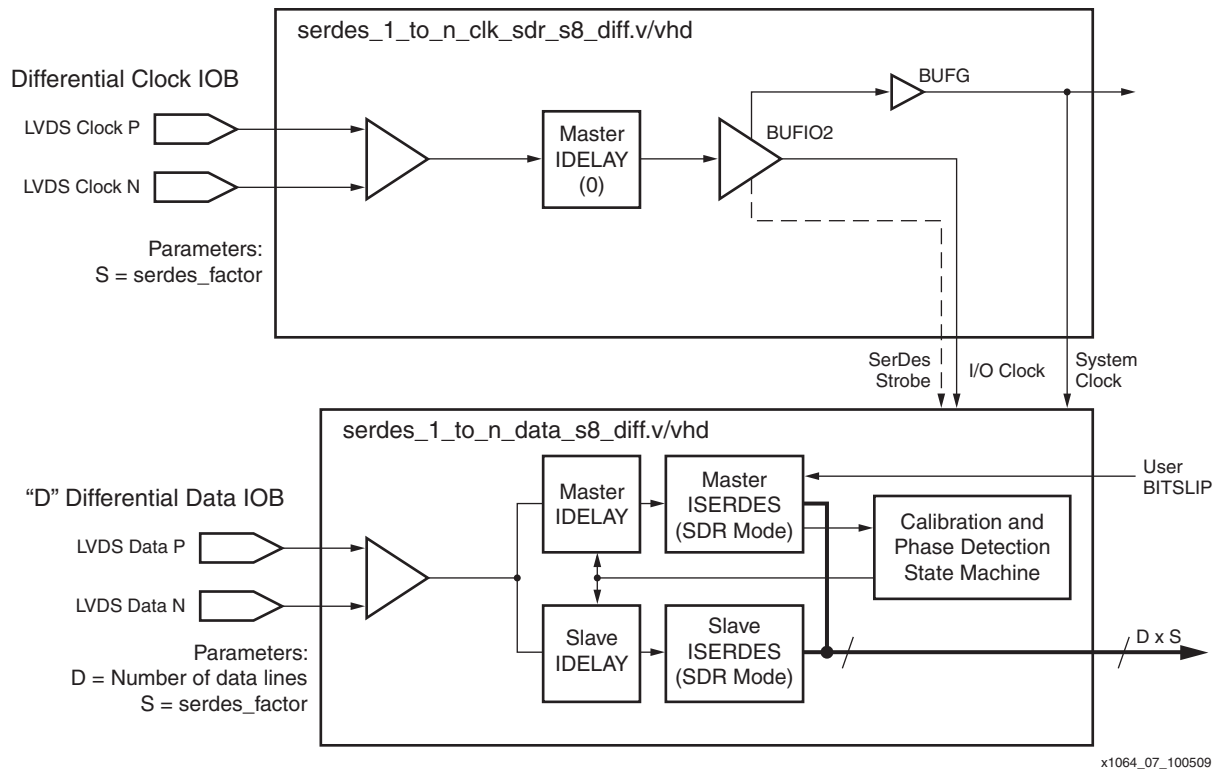 serdes_1_to_n_clk_sdr_s8_diff.v/vhd
Differential Clock IOB
BUFG
LVDS Clock P
Master
IDELAY
(0)
BUFIO2
LVDS Clock N
Parameters:
S = serdes_factor
SerDes
Strobe
I/O Clock
System
Clock
serdes_1_to_n_data_s8_diff.v/vhd
User
BITSLIP
“D” Differential Data IOB
Master
IDELAY
Master
ISERDES
(SDR Mode)
Calibration and
Phase Detection
State Machine
LVDS Data P
LVDS Data N
Slave
IDELAY
Slave
ISERDES
(SDR Mode)
D x S
Parameters:
D = Number of data lines
S = serdes_factor
x1064_07_100509